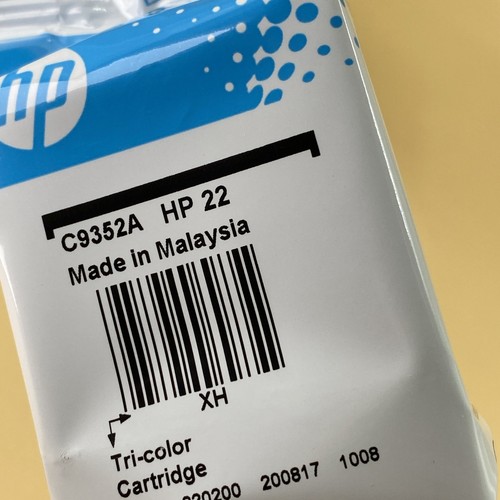 hp
C9352A HP 22
Made in Malaysia
XH
Tri-color
Cartridge
200817 1008